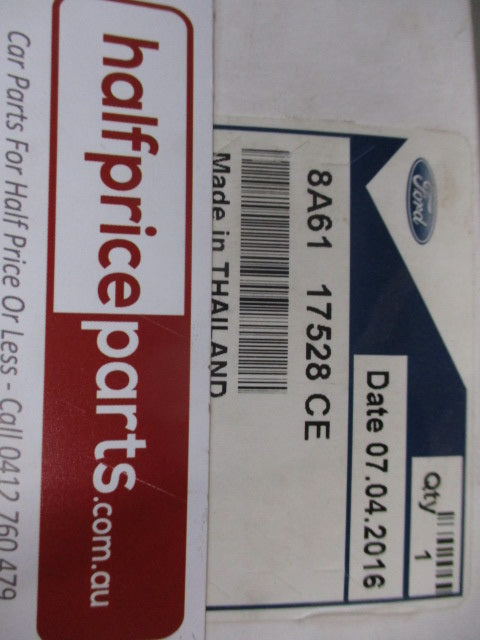 Ford
Qty 1
Date 07.04.2016
8A61 17528 CE
Made in THAILAND
halfpriceparts.com.au
Car Parts For Half Price Or Less - Call 0412 760 479